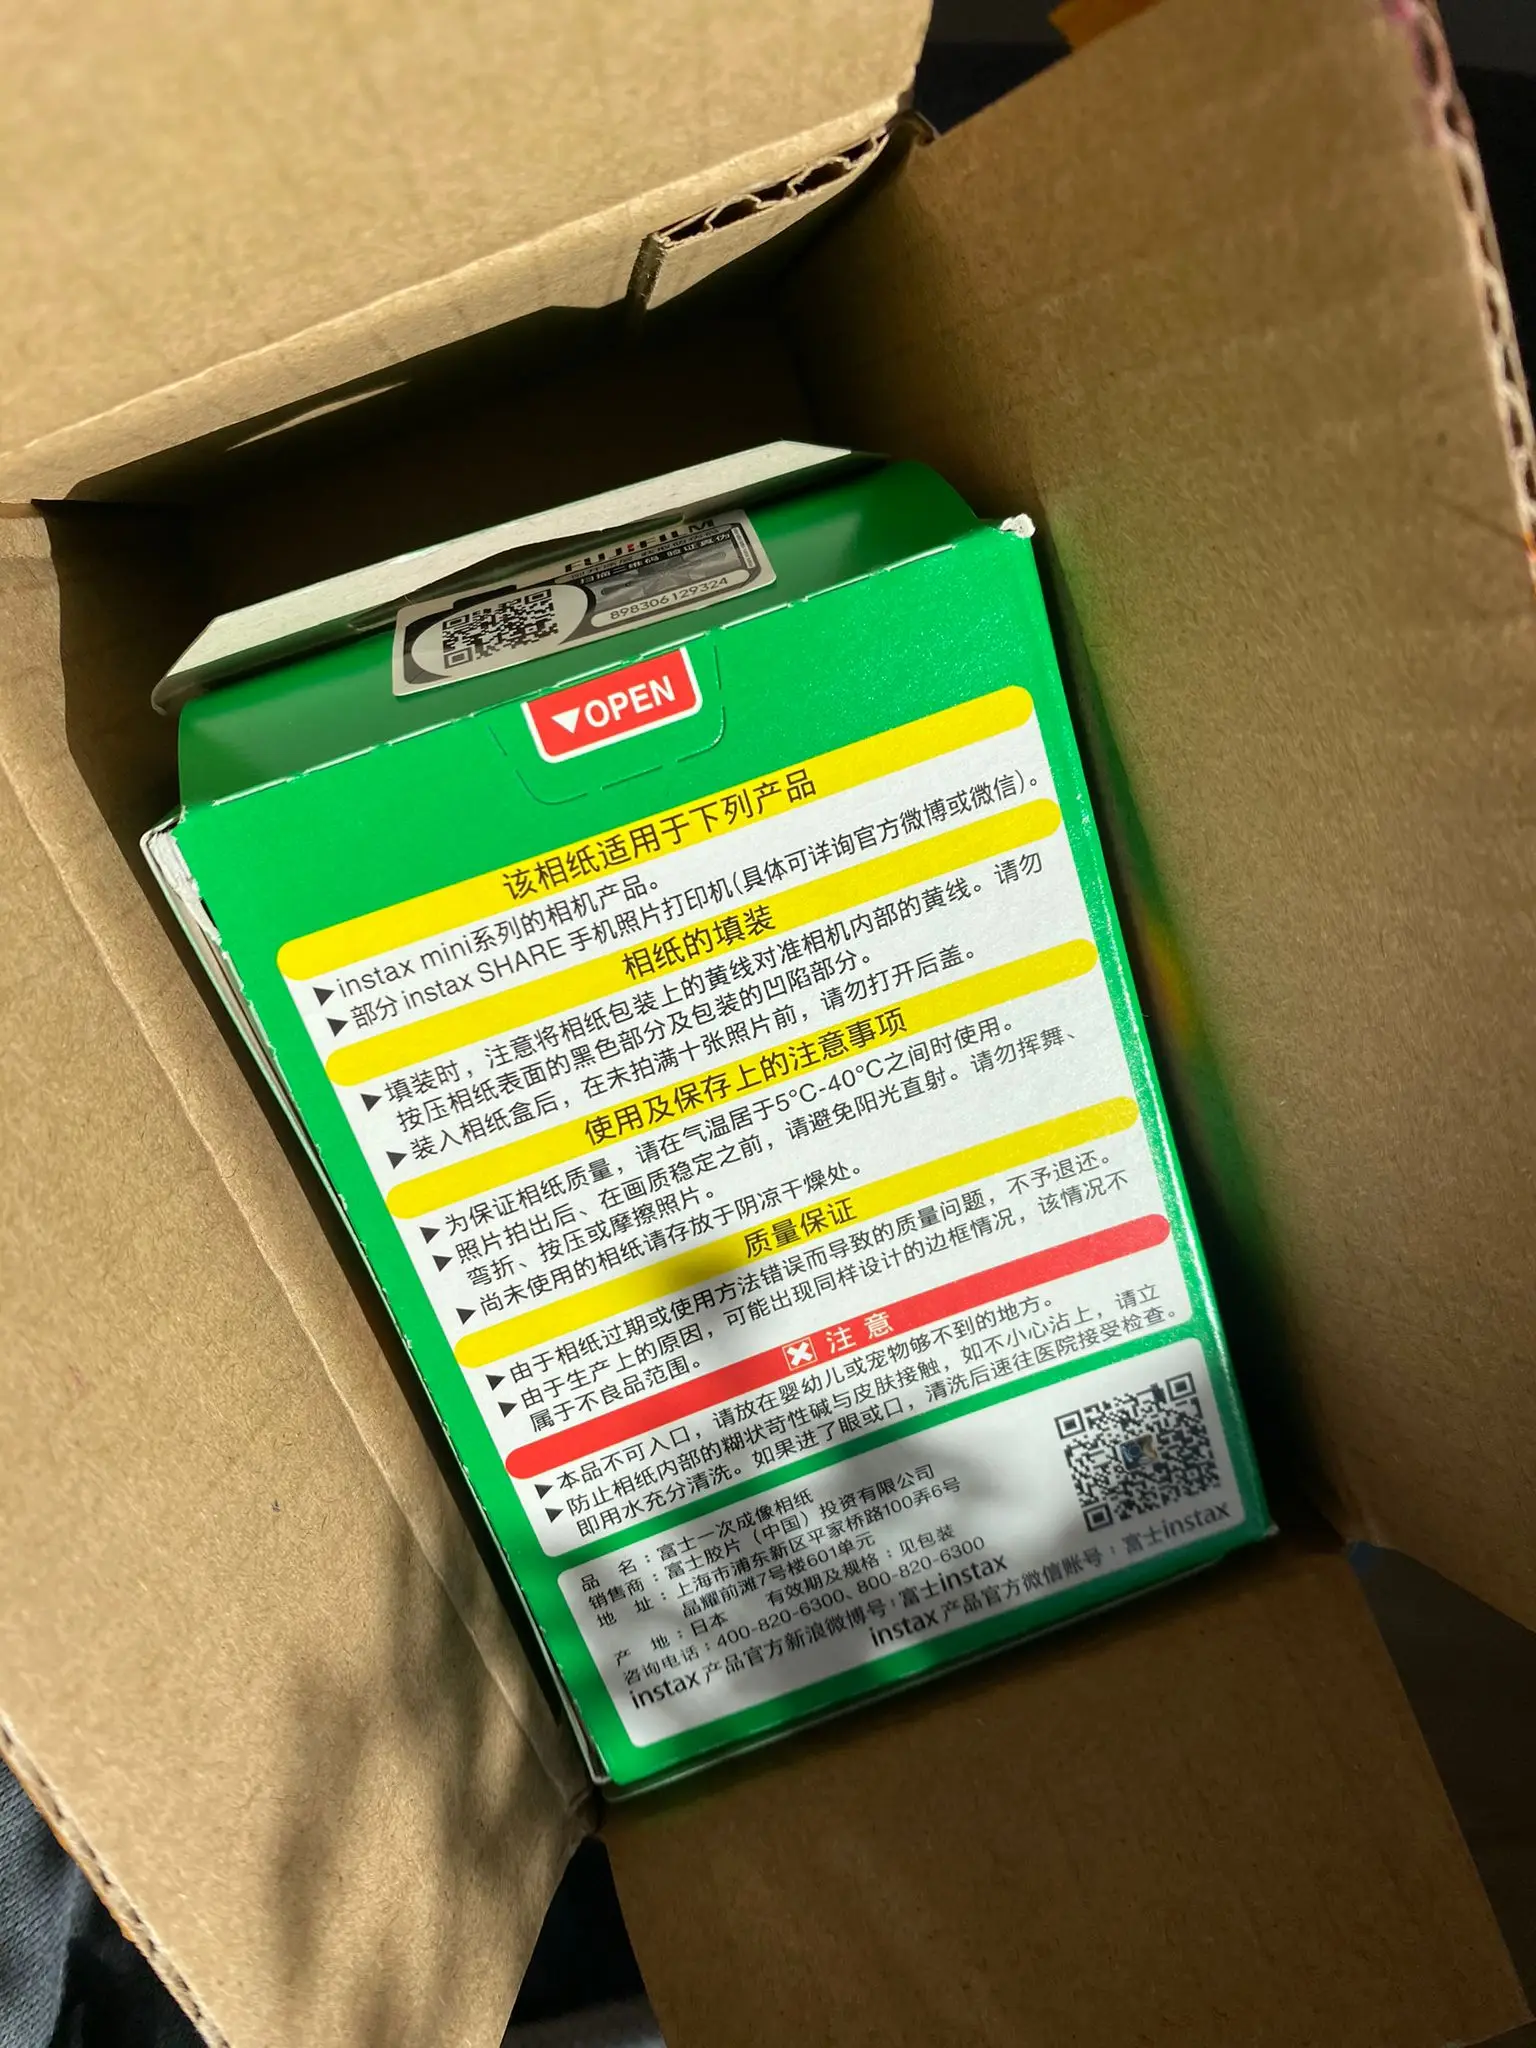 FUJIFILM
扫描二维码 验证真伪
898306129324
▼OPEN
该相纸适用于下列产品
▶instax mini系列的相机产品。
▶部分 instax SHARE 手机照片打印机(具体可详询官方微博或微信)。
相纸的填装
▶填装时，注意将相纸包装上的黄线对准相机内部的黄线。请勿
按压相纸表面的黑色部分及包装的凹陷部分。
▶装入相纸盒后，在未拍满十张照片前，请勿打开后盖。
使用及保存上的注意事项
▶为保证相纸质量，请在气温居于5°C-40°C之间时使用。
▶照片拍出后、在画质稳定之前，请避免阳光直射。请勿挥舞、
弯折、按压或摩擦照片。
▶尚未使用的相纸请存放于阴凉干燥处。
质量保证
▶由于相纸过期或使用方法错误而导致的质量问题，不予退还。
▶由于生产上的原因，可能出现同样设计的边框情况，该情况不
属于不良品范围。
注 意
▶本品不可入口，请放在婴幼儿或宠物够不到的地方。
▶防止相纸内部的糊状苛性碱与皮肤接触，如不小心沾上，请立
即用水充分清洗。如果进了眼或口，清洗后速往医院接受检查。
品 名：富士一次成像相纸
销售商：富士胶片（中国）投资有限公司
地 址：上海市浦东新区平家桥路100弄6号
晶耀前滩7号楼601单元
产 地：日本 有效期及规格：见包装
咨询电话：400-820-6300、800-820-6300
instax 产品官方新浪微博号：富士instax
instax 产品官方微信账号：富士instax